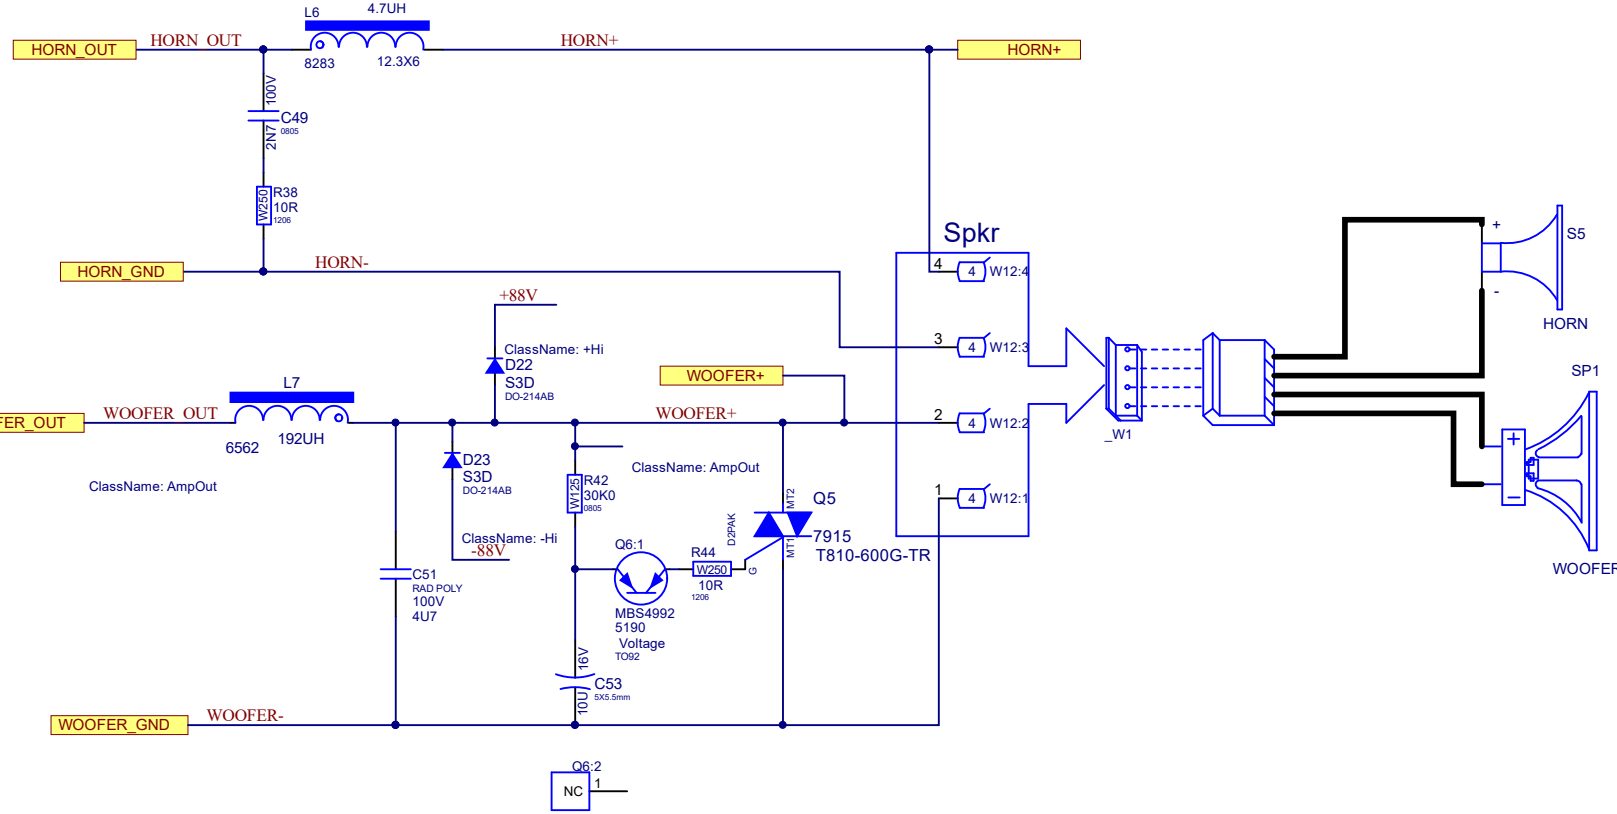 L6
4.7UH
HORN_OUT
HORN_OUT
HORN+
HORN+
8283
12.3X6
100V
C49
0805
2N7
R38
W250
10R
1206
HORN_GND
HORN-
Spkr
4
4
W12:4
3
4
W12:3
2
4
W12:2
1
4
W12:1
_W1
+
S5
-
HORN
SP1
+
-
WOOFER
+88V
ClassName: +Hi
D22
S3D
DO-214AB
WOOFER+
L7
FER_OUT
WOOFER_OUT
WOOFER+
6562
192UH
ClassName: AmpOut
D23
S3D
DO-214AB
ClassName: -Hi
-88V
ClassName: AmpOut
R42
W125
30K0
0805
C51
RAD POLY
100V
4U7
Q6:1
MBS4992
5190
Voltage
TO92
R44
W250
10R
1206
G
D2PAK
MT2
MT1
Q5
7915
T810-600G-TR
16V
C53
5X5.5mm
10U
WOOFER_GND
WOOFER-
Q6:2
NC
1